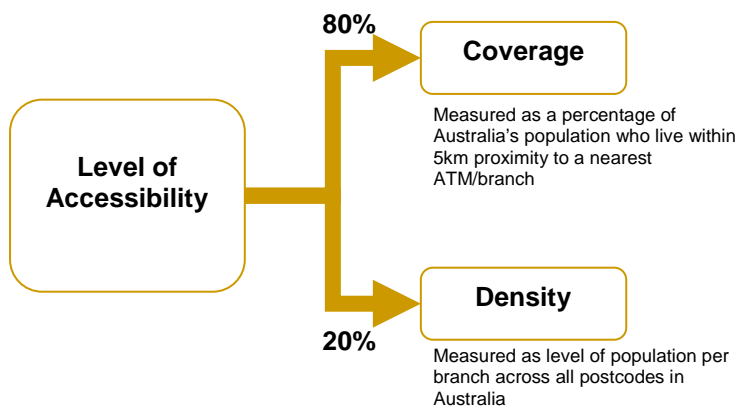 80%
Coverage
Measured as a percentage of
Australia’s population who live within
5km proximity to a nearest
ATM/branch
Level of
Accessibility
Density
20%
Measured as level of population per
branch across all postcodes in
Australia